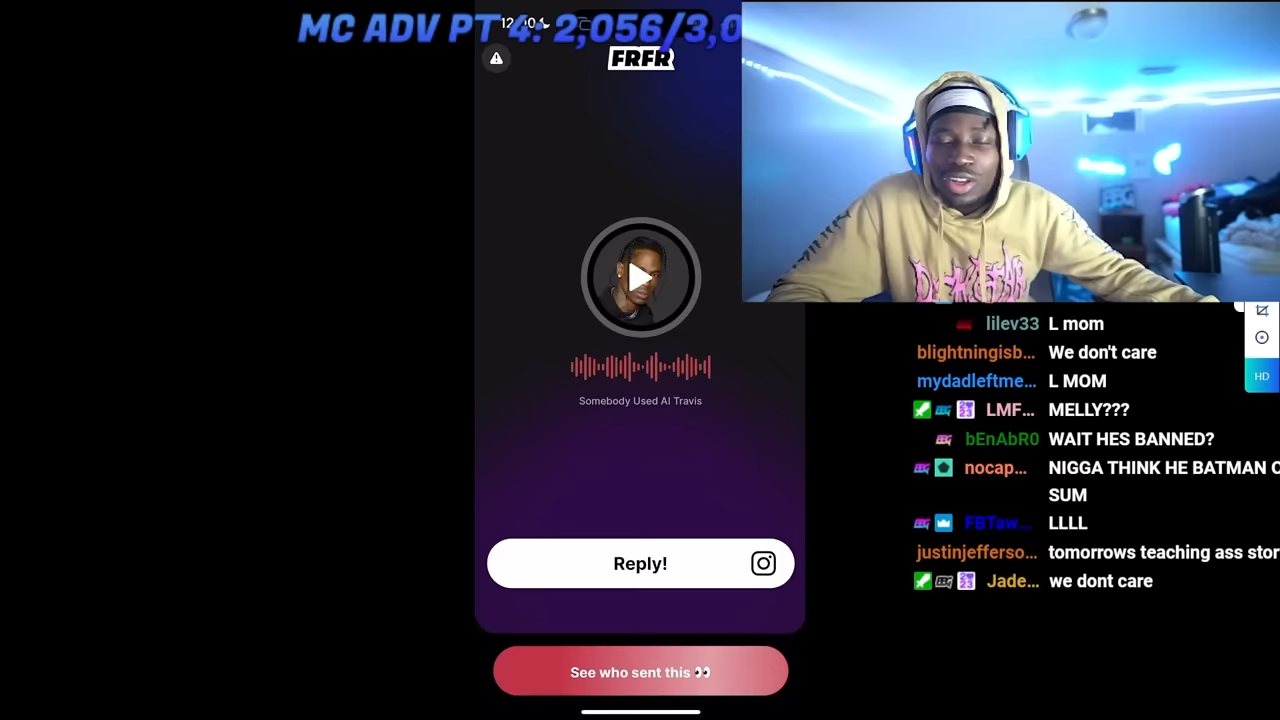 MC ADV PT 4: 2,056/3,0
FRFR
Somebody Used AI Travis
Reply!
See who sent this 👀
HD
lilev33 L mom
blightningisb… We don't care
mydadleftme… L MOM
LMF… MELLY???
bEnAbR0 WAIT HES BANNED?
nocap… NIGGA THINK HE BATMAN
SUM
FBTaw… LLLL
justinjefferso… tomorrows teaching ass stor
Jade… we dont care